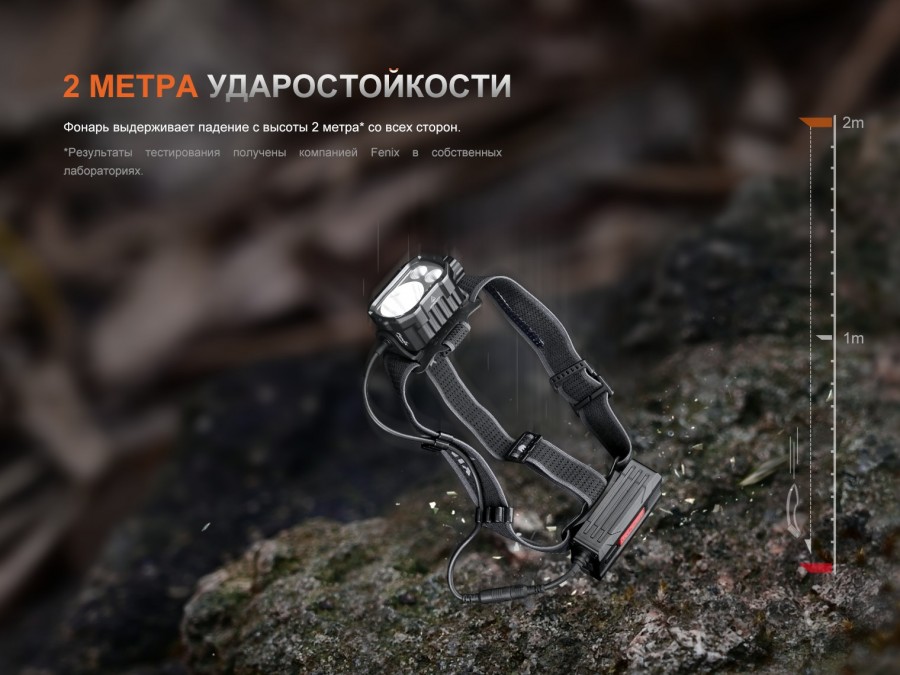 2 МЕТРА УДАРОСТОЙКОСТИ
Фонарь выдерживает падение с высоты 2 метра* со всех сторон.
*Результаты тестирования получены компанией Fenix в собственных
лабораториях.
2m
1m